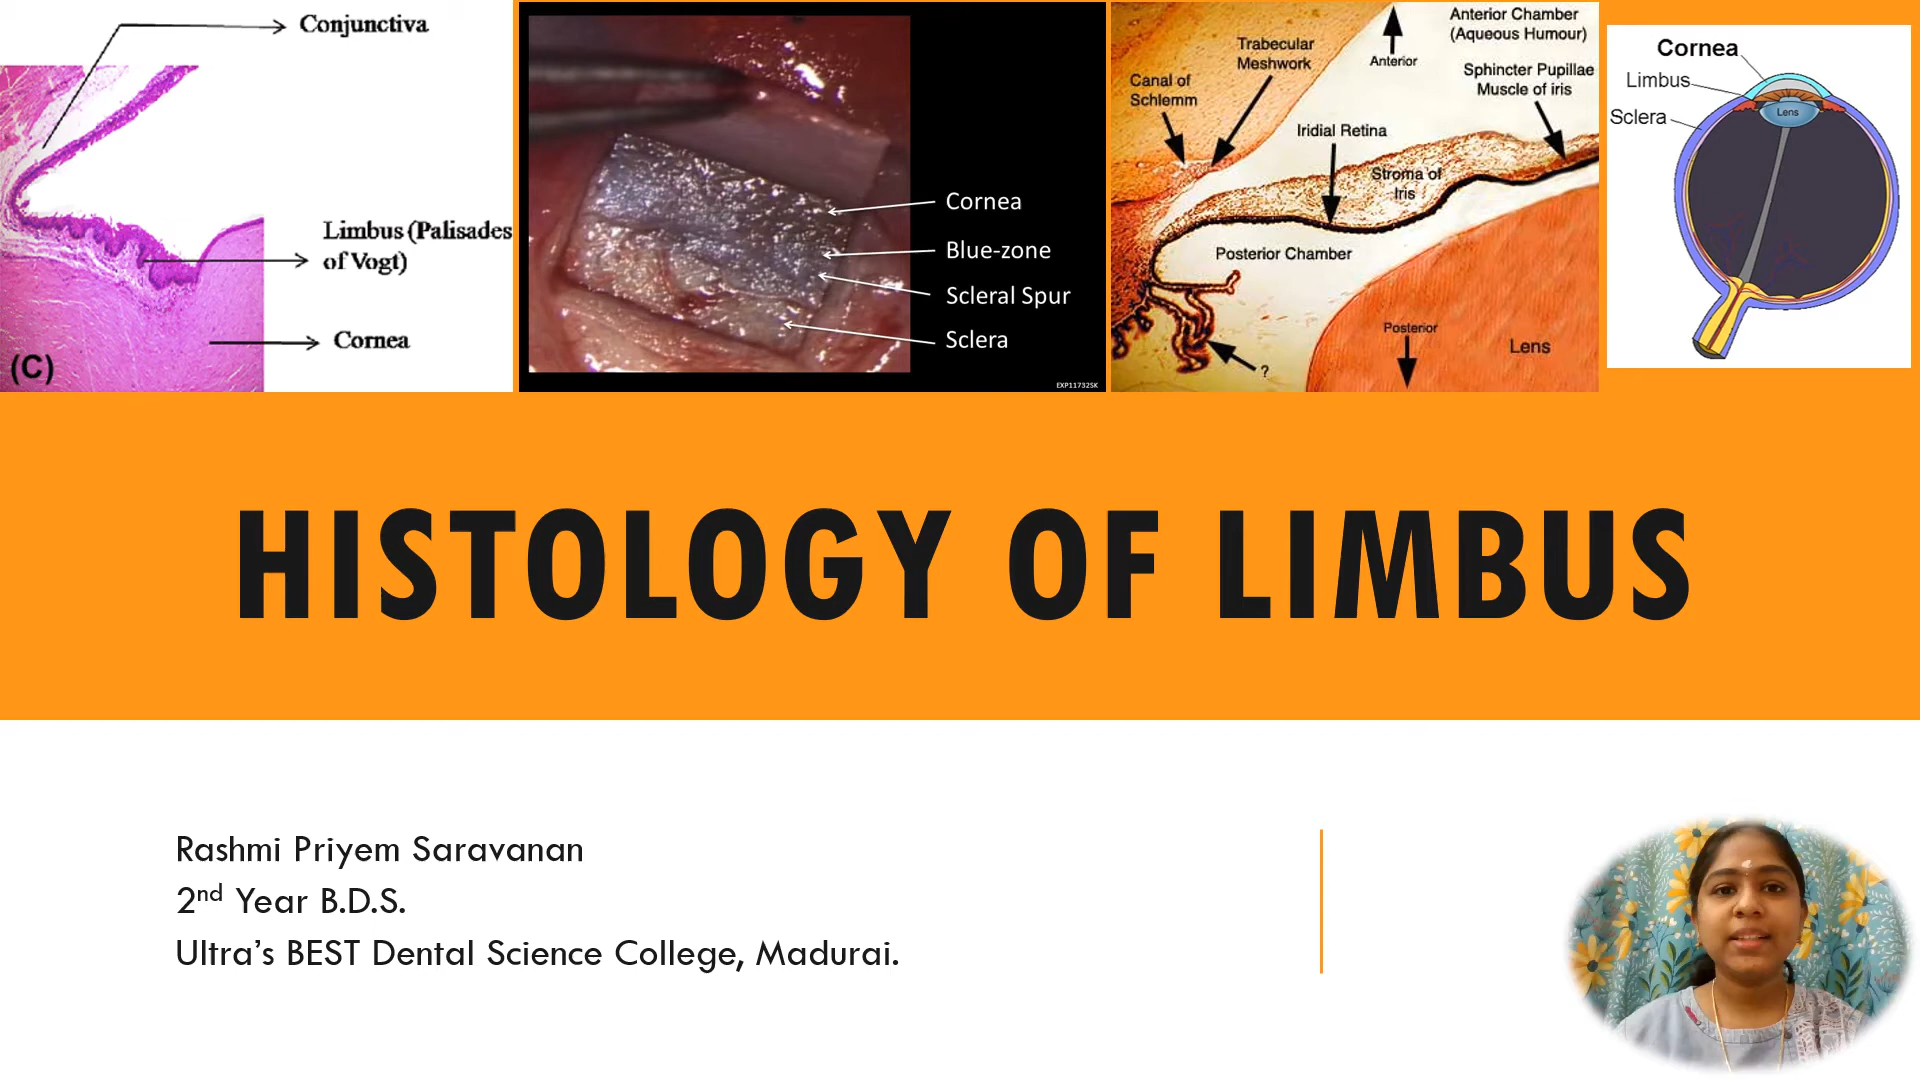 Conjunctiva
Limbus (Palisades
of Vogt)
Cornea
(C)
Cornea
Blue-zone
Scleral Spur
Sclera
EXP11732SK
Anterior Chamber
(Aqueous Humour)
Trabecular
Meshwork
Anterior
Canal of
Schlemm
Sphincter Pupillae
Muscle of iris
Iridial Retina
Stroma of
Iris
Posterior Chamber
Posterior
Lens
?
Cornea
Limbus
Sclera
Lens
HISTOLOGY OF LIMBUS
Rashmi Priyem Saravanan
2nd Year B.D.S.
Ultra’s BEST Dental Science College, Madurai.